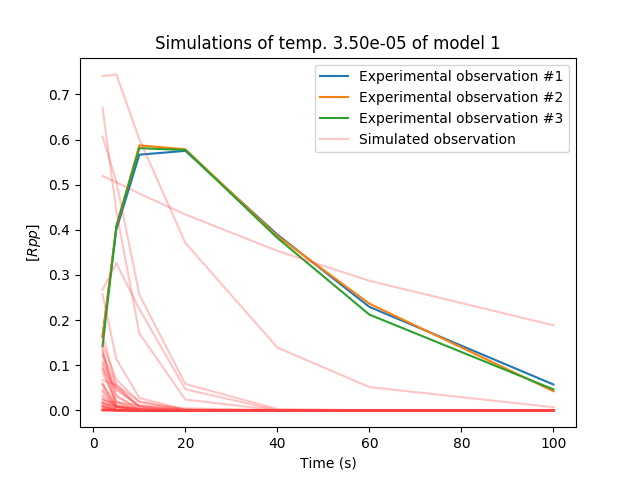 Simulations of temp. 3.50e-05 of model 1
Experimental observation #1
Experimental observation #2
Experimental observation #3
Simulated observation
[Rpp]
0.7
0.6
0.5
0.4
0.3
0.2
0.1
0.0
0 20 40 60 80 100
Time (s)